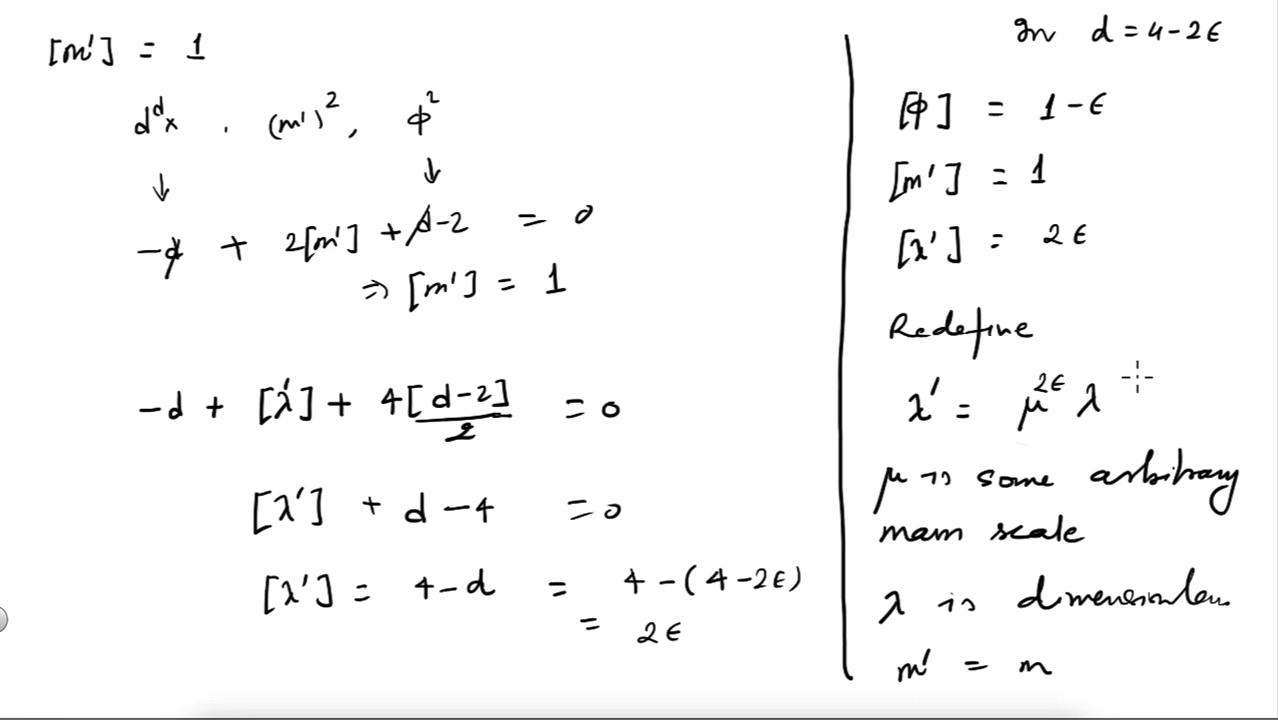 [m'] = 1
d^d x . (m')^2, ϕ^2
↓ ↓
-d + 2[m'] + d-2 = 0
⇒ [m'] = 1
-d + [λ'] + 4[d-2]/2 = 0
[λ'] + d-4 = 0
[λ'] = 4-d = 4-(4-2ϵ)
= 2ϵ
In d = 4-2ϵ
[ϕ] = 1-ϵ
[m'] = 1
[λ'] = 2ϵ
Redefine
λ' = μ^2ϵ λ
μ is some arbitrary
mass scale
λ is dimensionless
m' = m